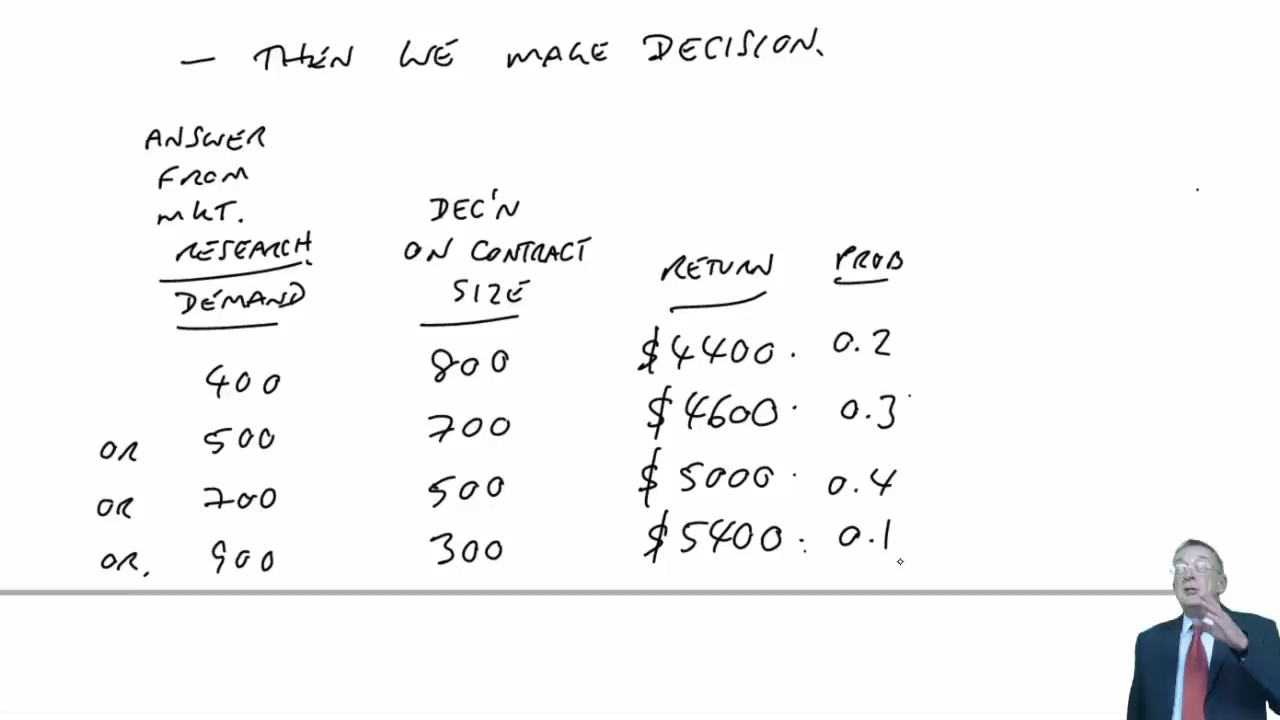 — THEN WE MAKE DECISION.
ANSWER
FROM
MKT.
RESEARCH
DEMAND
DEC'N
ON CONTRACT
SIZE
RETURN
PROB
400 800 $4400. 0.2
OR 500 700 $4600. 0.3
OR 700 500 $5000. 0.4
OR. 900 300 $5400. 0.1